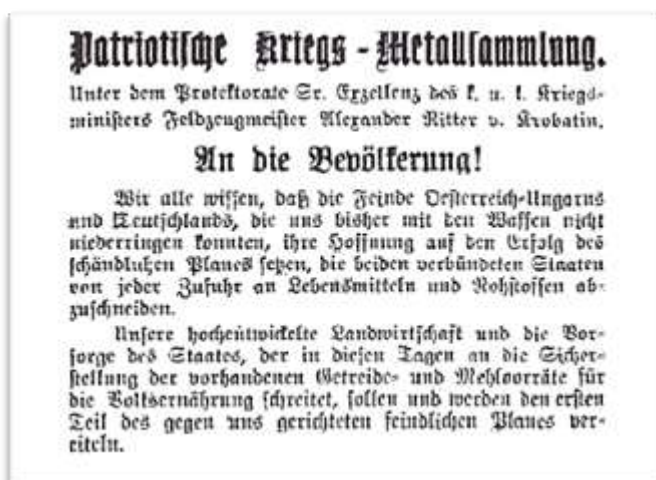 Patriotische Kriegs - Metallsammlung.
Unter dem Protektorate Sr. Exzellenz des k. u. k. Kriegs-
ministers Feldzeugmeister Alexander Ritter v. Krobatin.
An die Bevölkerung!
Wir alle wissen, daß die Feinde Oesterreich-Ungarns
und Deutschlands, die uns bisher mit den Waffen nicht
niederringen konnten, ihre Hoffnung auf den Erfolg des
schändlichen Planes setzen, die beiden verbündeten Staaten
von jeder Zufuhr an Lebensmitteln und Rohstoffen ab-
zuschneiden.
Unsere hochentwickelte Landwirtschaft und die Vor-
sorge des Staates, der in diesen Tagen an die Sicher-
stellung der vorhandenen Getreide- und Mehlvorräte für
die Volksernährung schreitet, sollen und werden den ersten
Teil des gegen uns gerichteten feindlichen Planes ver-
eiteln.